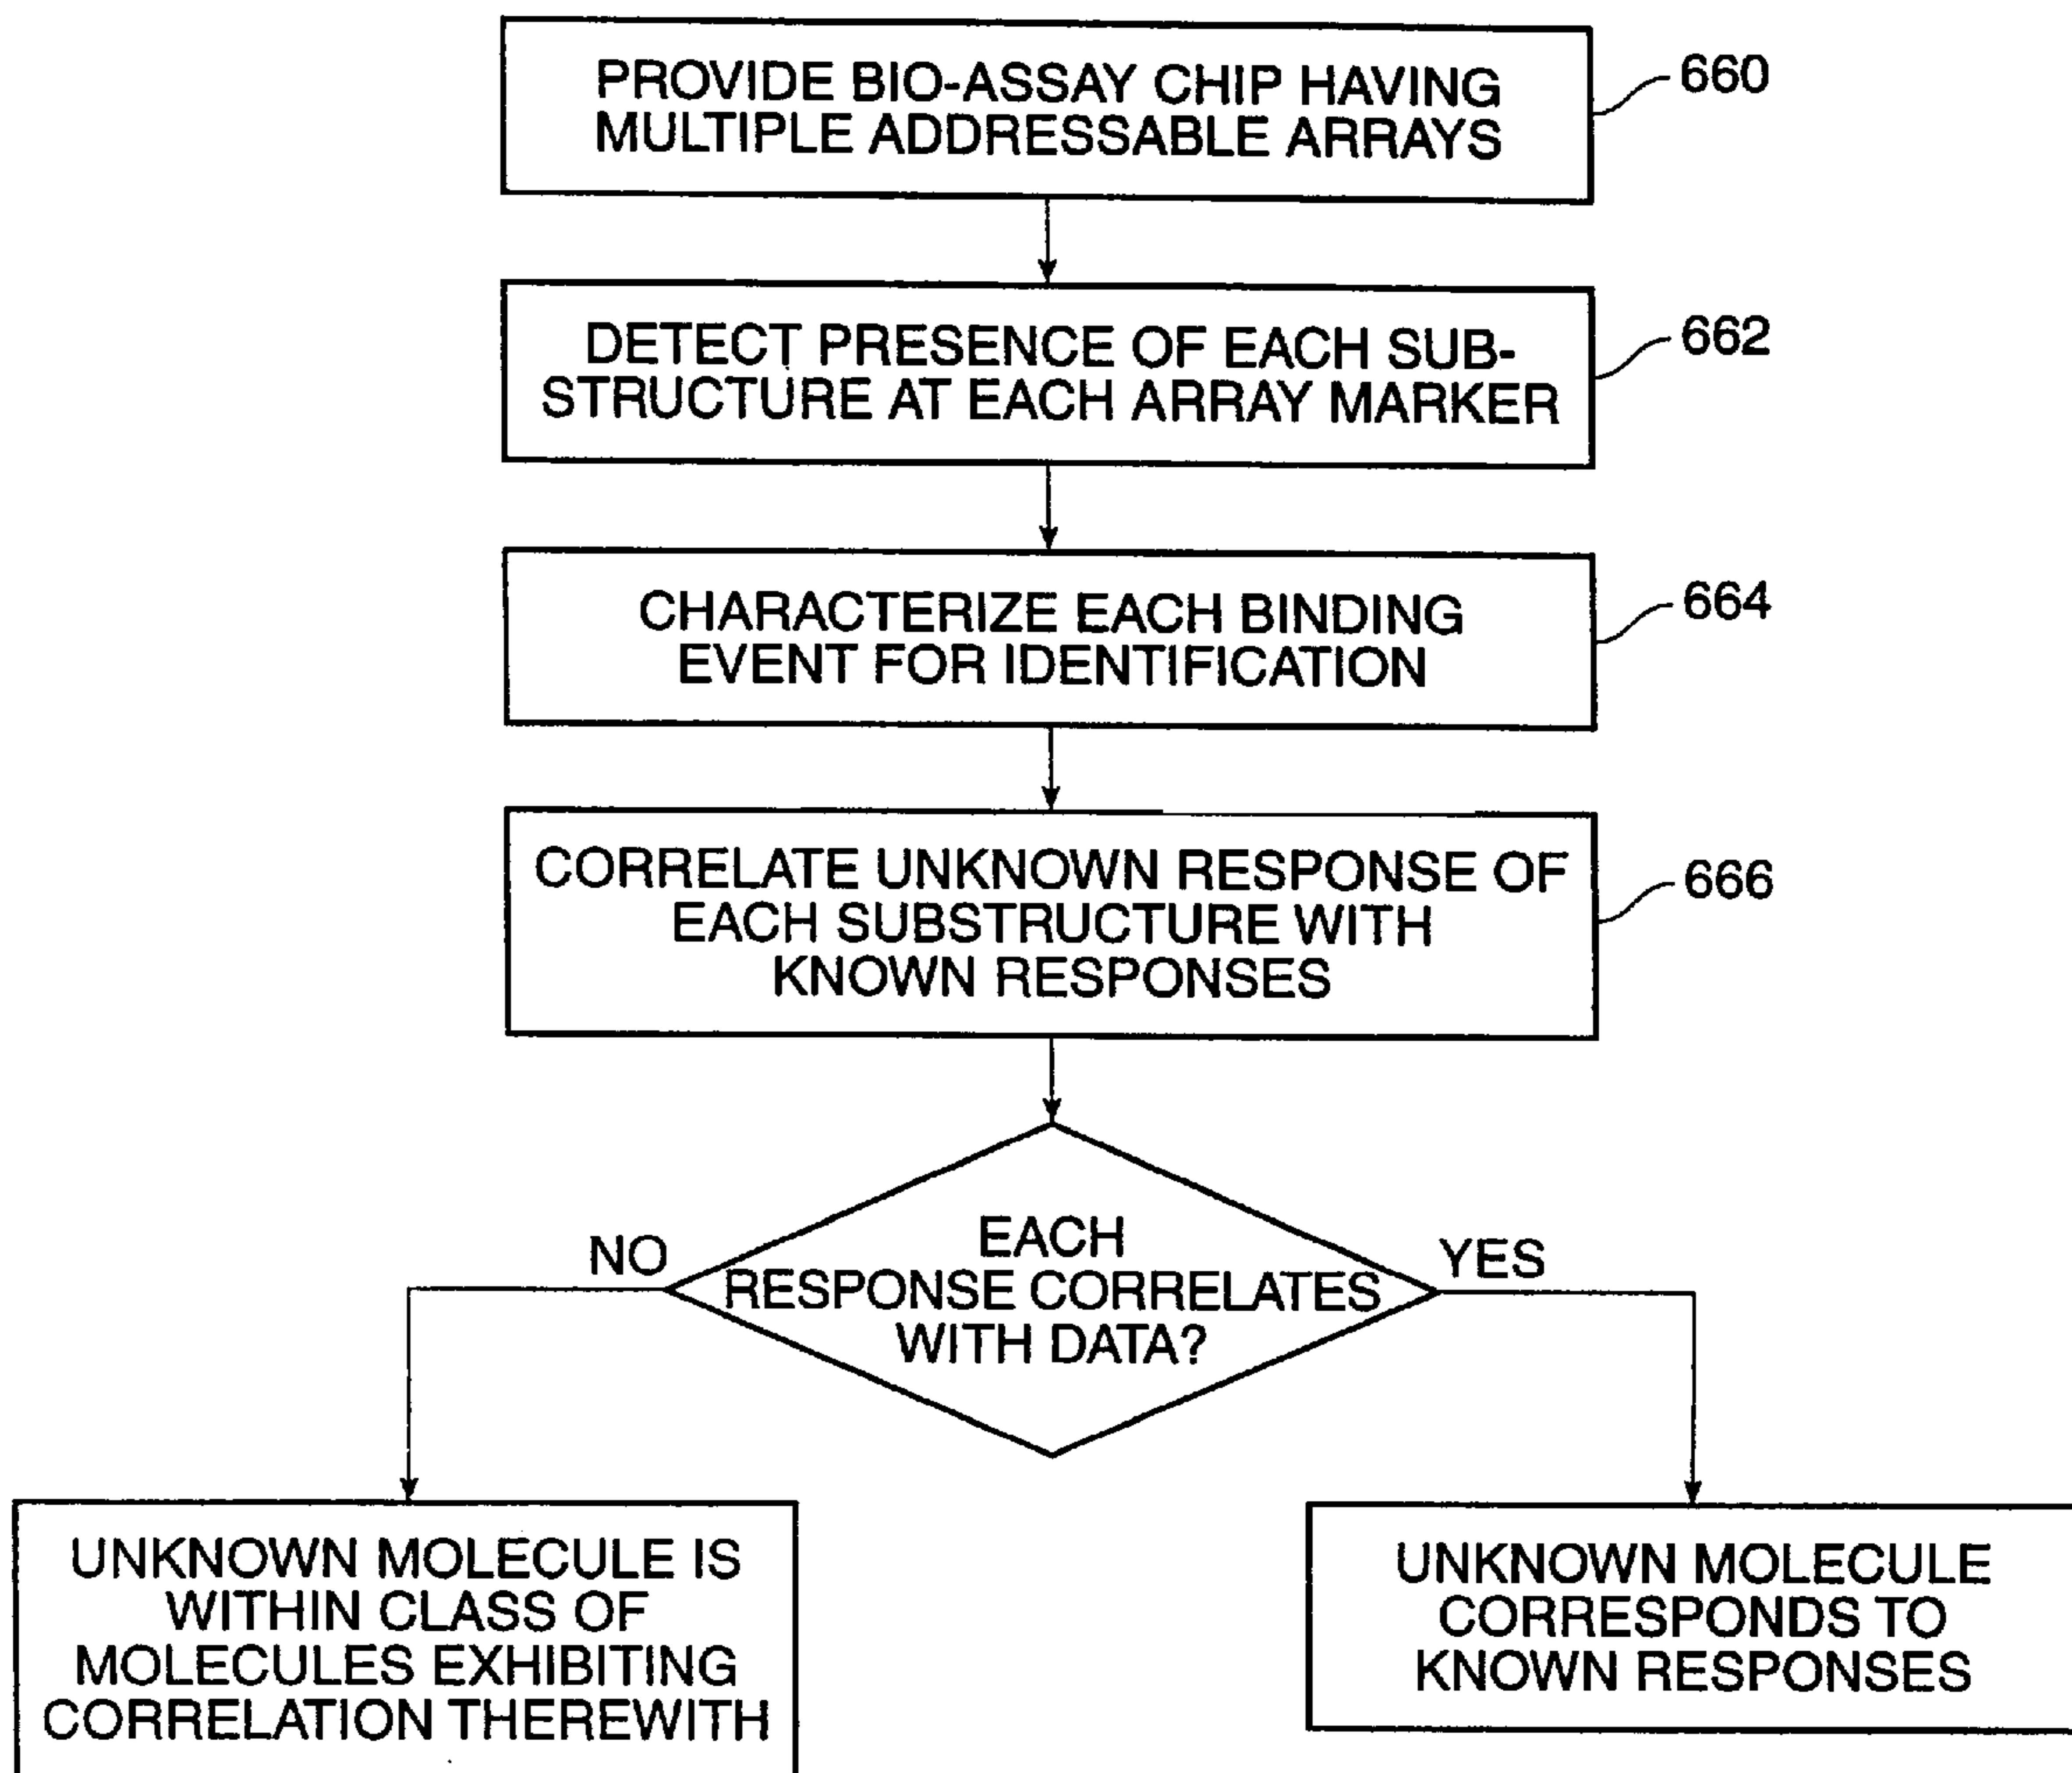 PROVIDE BIO-ASSAY CHIP HAVING
MULTIPLE ADDRESSABLE ARRAYS
660
DETECT PRESENCE OF EACH SUB-
STRUCTURE AT EACH ARRAY MARKER
662
CHARACTERIZE EACH BINDING
EVENT FOR IDENTIFICATION
664
CORRELATE UNKNOWN RESPONSE OF
EACH SUBSTRUCTURE WITH
KNOWN RESPONSES
666
EACH
RESPONSE CORRELATES
WITH DATA?
NO
YES
UNKNOWN MOLECULE IS
WITHIN CLASS OF
MOLECULES EXHIBITING
CORRELATION THEREWITH
UNKNOWN MOLECULE
CORRESPONDS TO
KNOWN RESPONSES